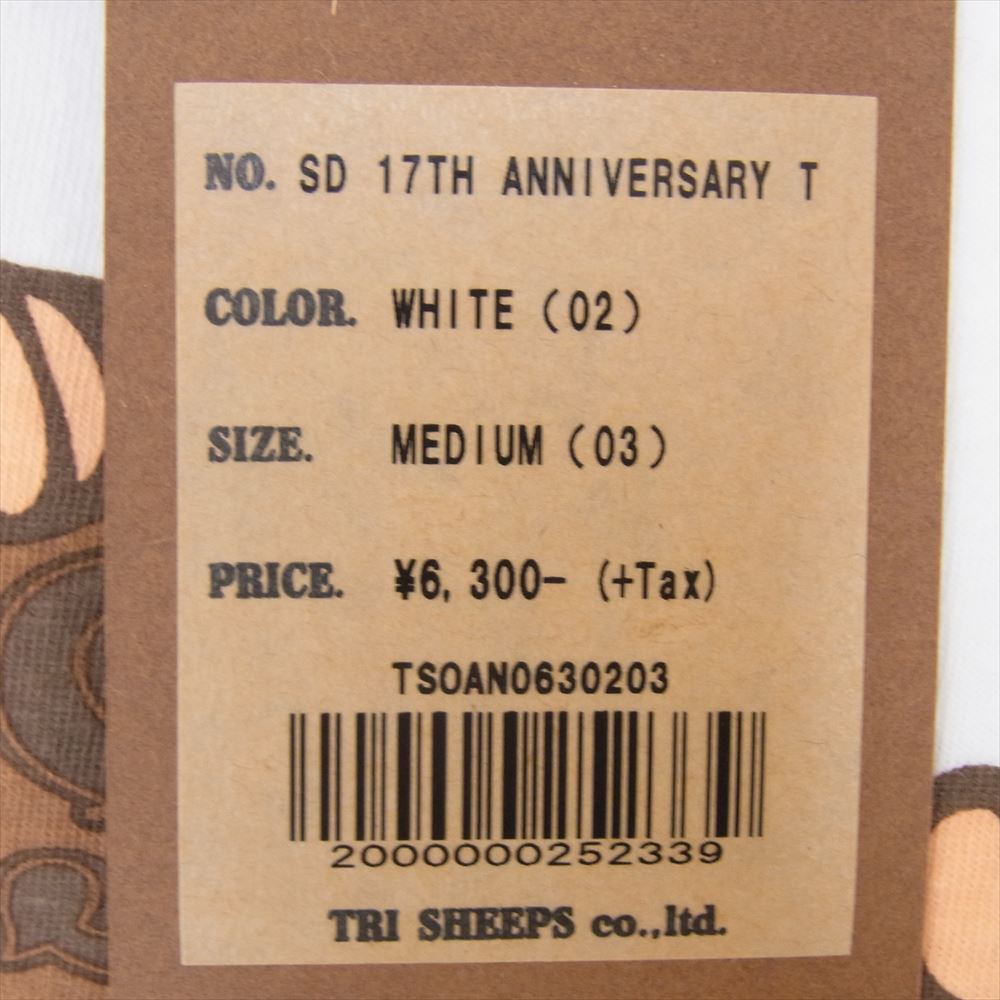 NO. SD 17TH ANNIVERSARY T
COLOR. WHITE (02)
SIZE. MEDIUM (03)
PRICE. ¥6,300- (+Tax)
TSOAN0630203
2000000252339
TRI SHEEPS co.,ltd.